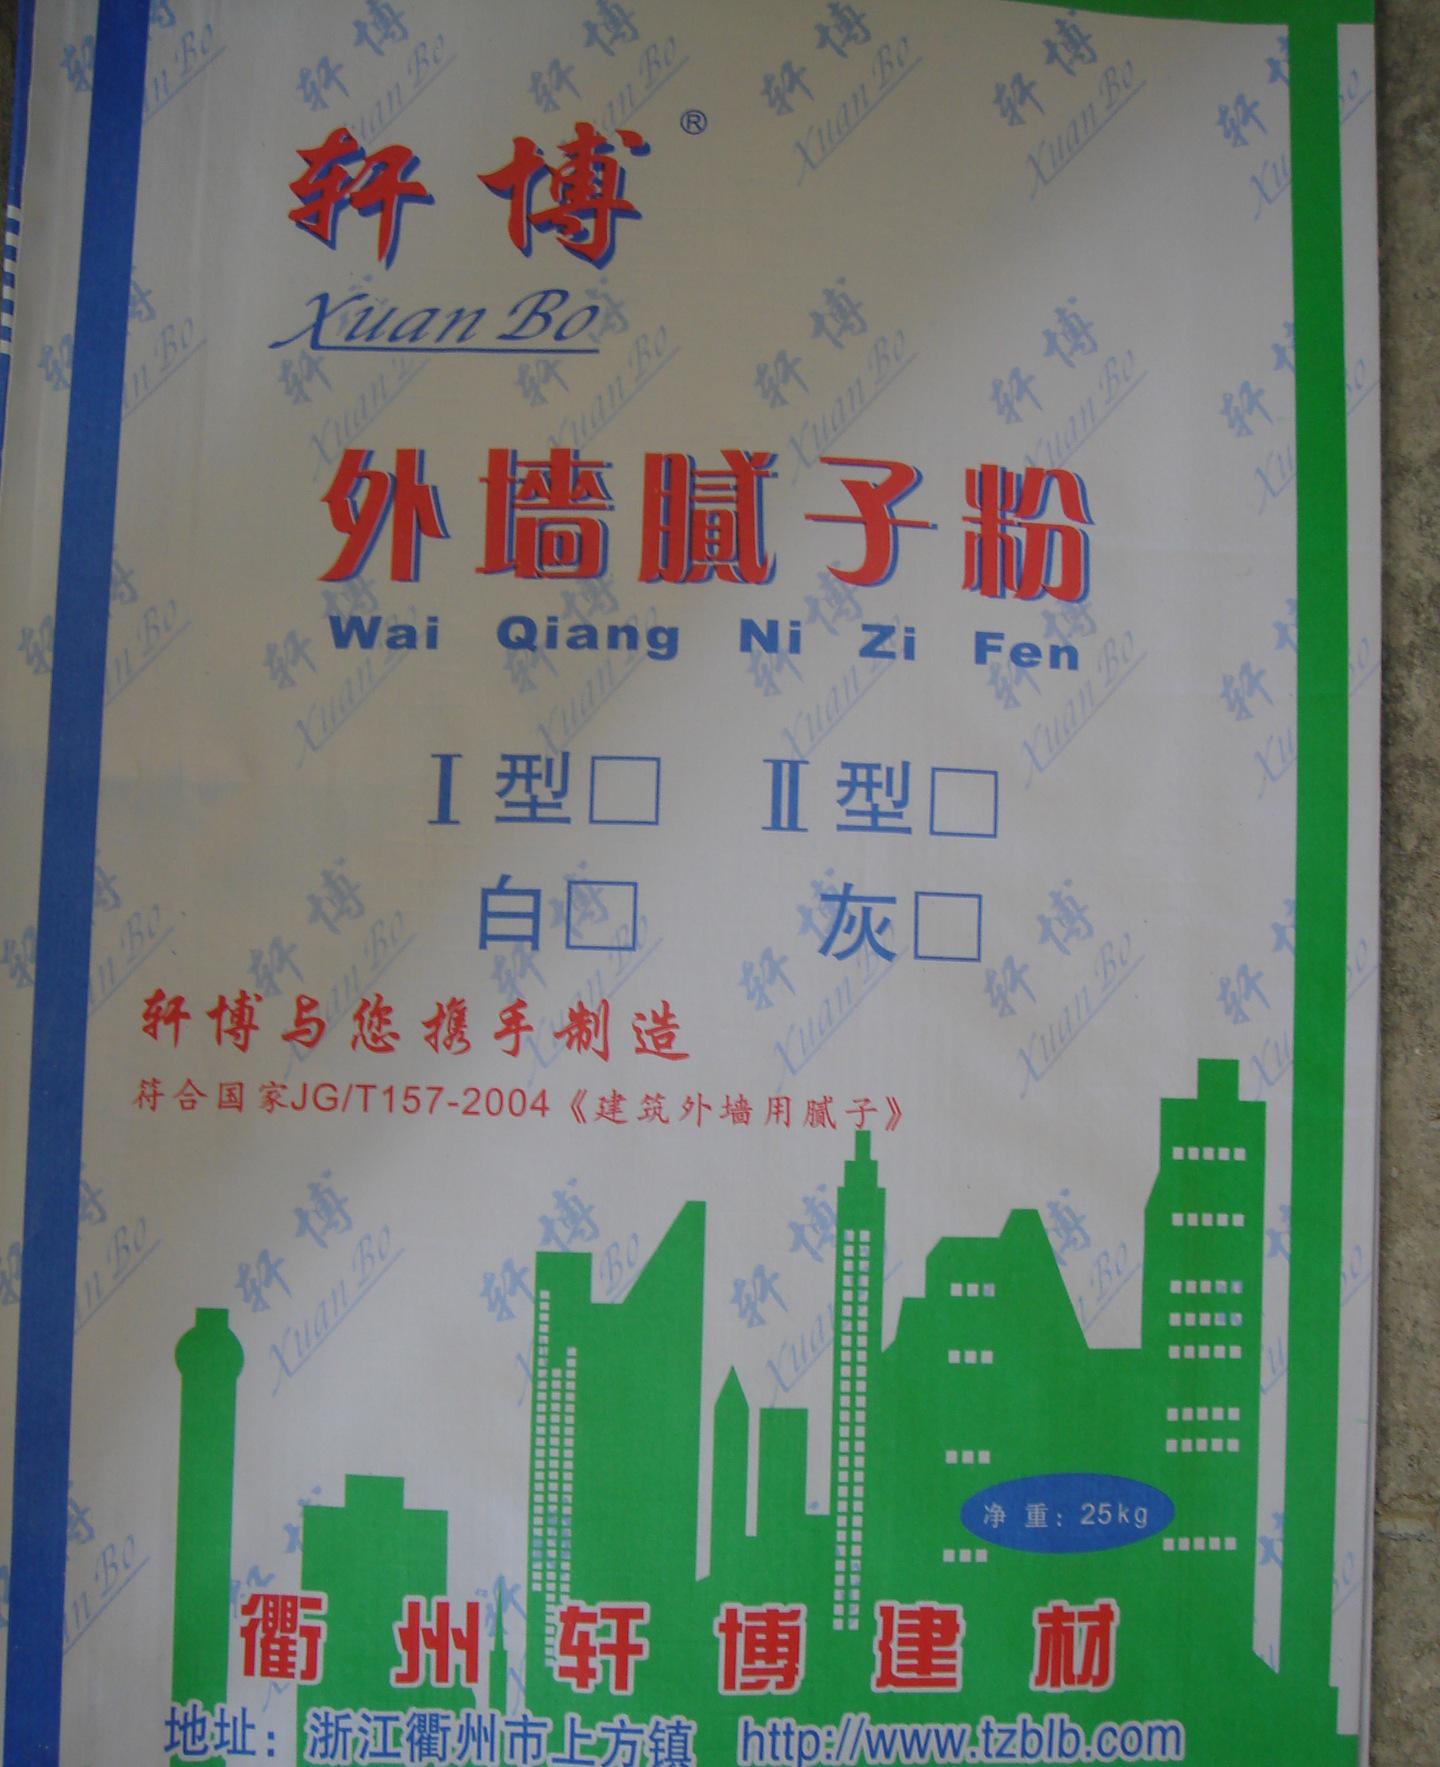 轩博®
Xuan Bo
外墙腻子粉
Wai Qiang Ni Zi Fen
Ⅰ型□ Ⅱ型□
白□ 灰□
轩博与您携手制造
符合国家JG/T157-2004《建筑外墙用腻子》
净重：25kg
衢州轩博建材
地址：浙江衢州市上方镇 http://www.tzblb.com